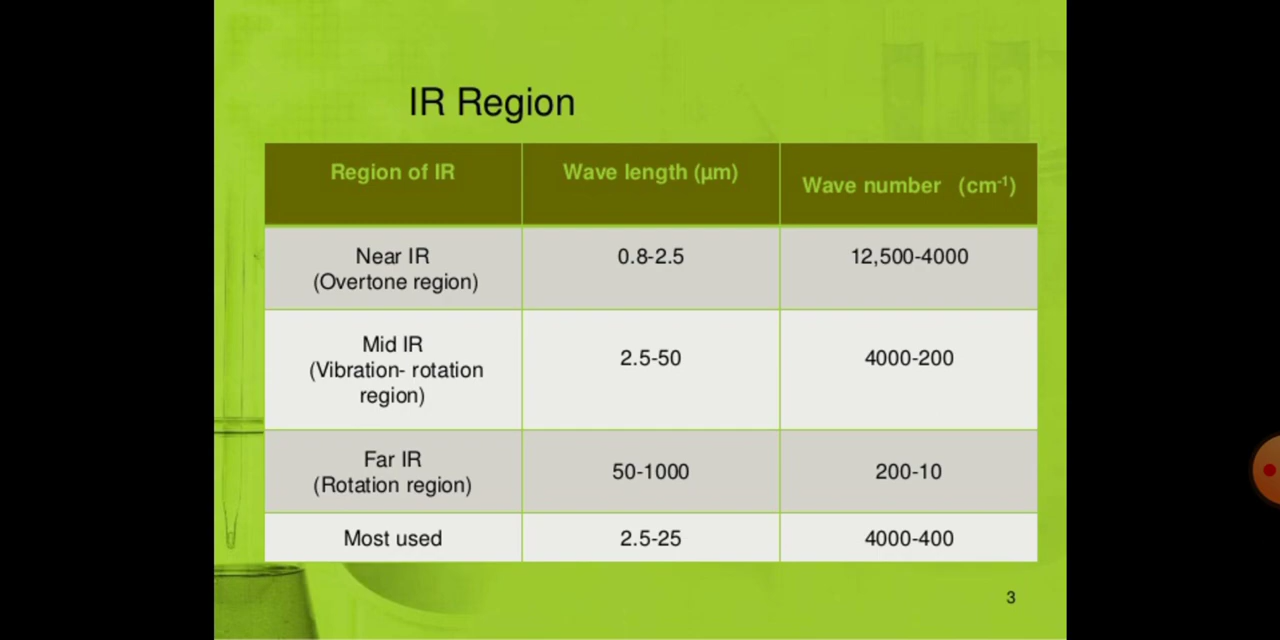 IR Region
Region of IR
Wave length (µm)
Wave number (cm⁻¹)
Near IR
(Overtone region)
0.8-2.5
12,500-4000
Mid IR
(Vibration- rotation
region)
2.5-50
4000-200
Far IR
(Rotation region)
50-1000
200-10
Most used
2.5-25
4000-400
3